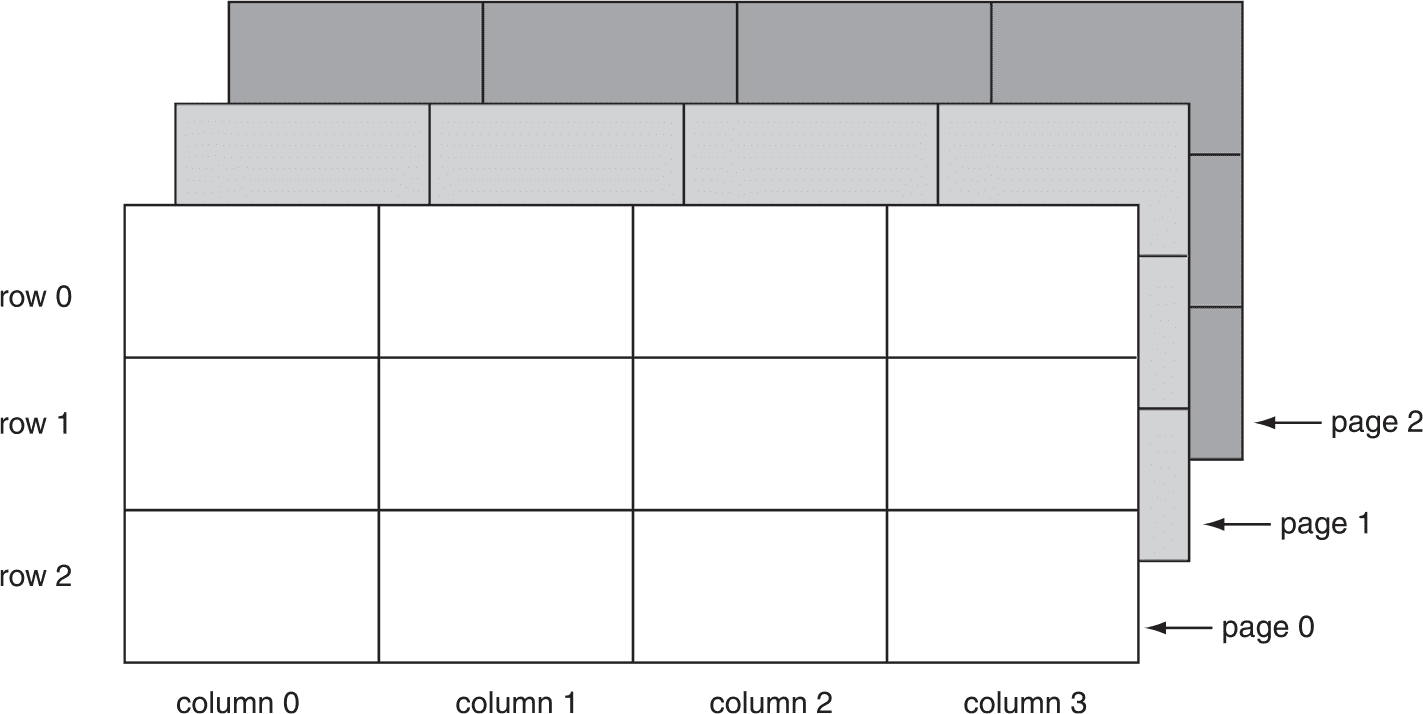 row 0
row 1
page 2
page 1
row 2
page 0
column 0
column 1
column 2
column 3